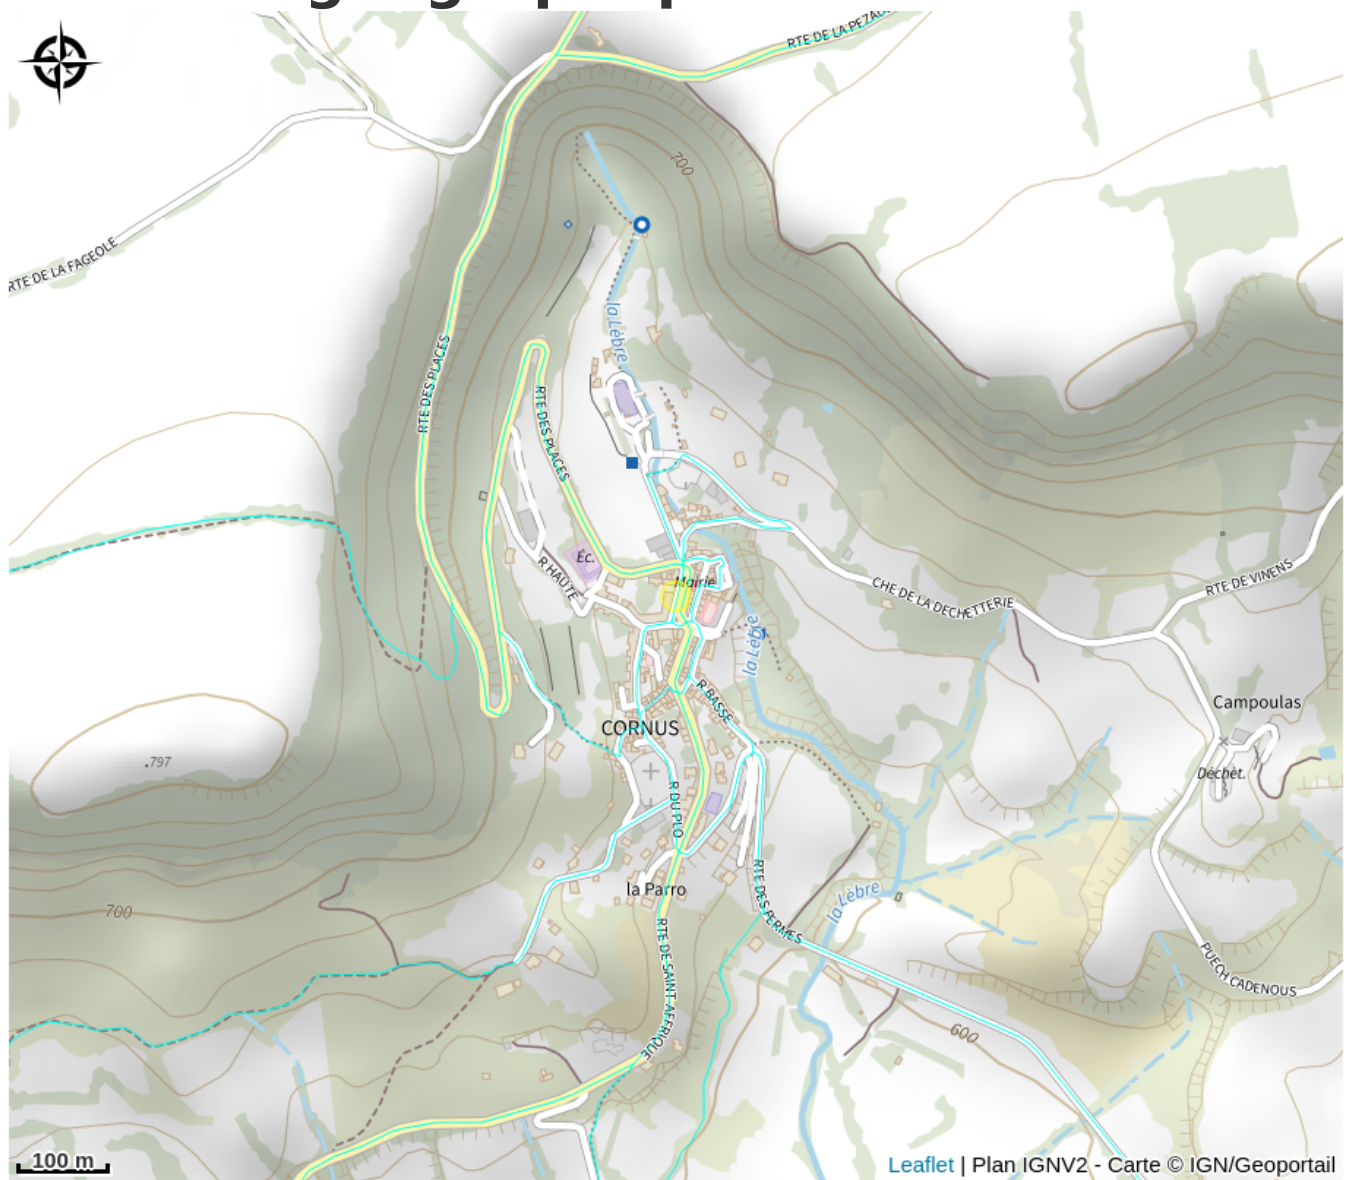 RTE DE LA PEZA
700
RTE DE LA FAGEOLE
la Lèbre
RTE DES PLACES
RTE DES PLACES
ÉC.
R HAUTE
Mairie
CHE DE LA DECHETTERIE
RTE DE VINENS
la Lèbre
R BASSE
CORNUS
Campoulas
797
Déchèt.
R DU PLO
la Parro
RTE DES FERMES
la Lèbre
700
RTE DE SAINT-AFFRIQUE
PUECH CADENOUS
600
100 m
Leaflet | Plan IGNV2 - Carte © IGN/Geoportail